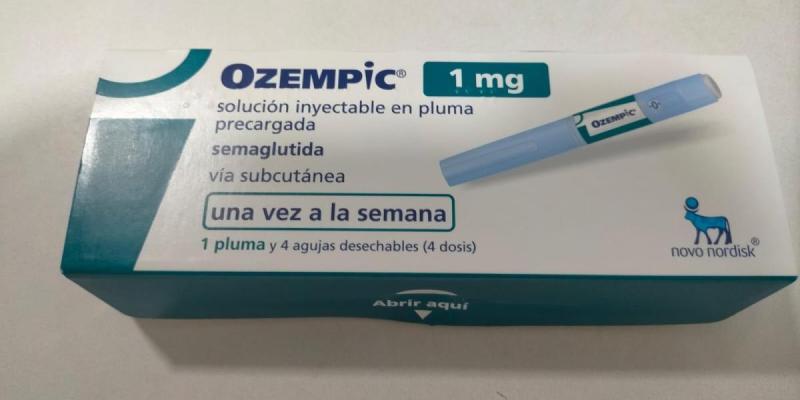 OZEMPIC® 1 mg
solución inyectable en pluma
precargada
semaglutida
vía subcutánea
una vez a la semana
1 pluma y 4 agujas desechables (4 dosis)
OZEMPIC®
novo nordisk®
Abrir aquí